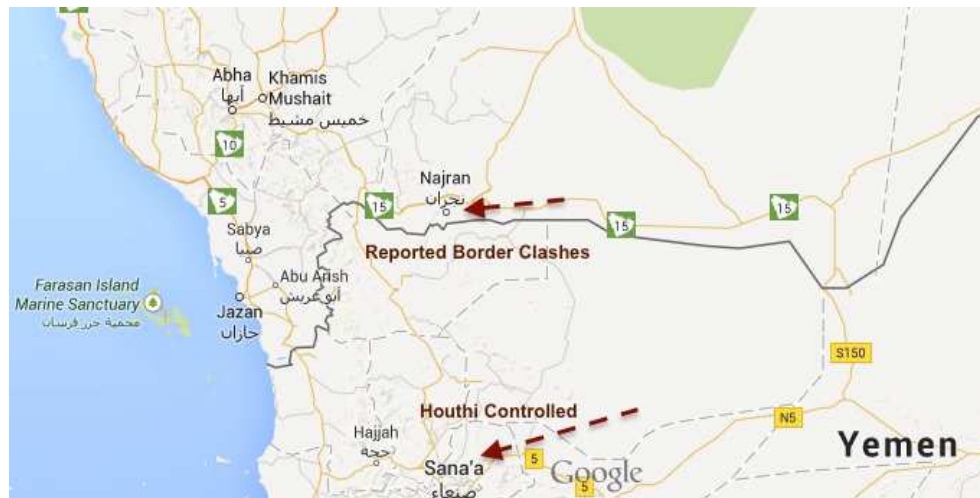 Abha
أبها
Khamis
Mushait
خميس مشيط
10
Najran
نجران
15
15
5
15
Sabya
صبيا
Reported Border Clashes
Abu Arish
أبو عريش
Farasan Island
Marine Sanctuary
محمية جزر فرسان
Jazan
جازان
S150
Houthi Controlled
N5
Hajjah
حجة
Yemen
Sana'a
صنعاء
5
Google
5